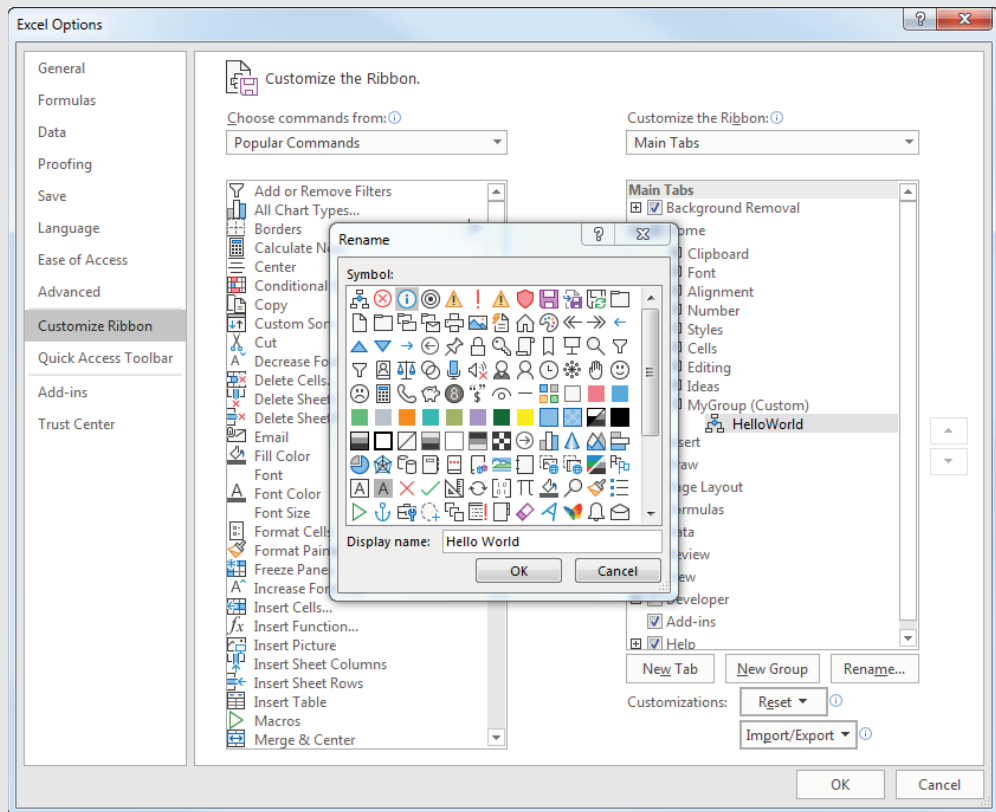 Excel Options
General
Formulas
Data
Proofing
Save
Language
Ease of Access
Advanced
Customize Ribbon
Quick Access Toolbar
Add-ins
Trust Center
Customize the Ribbon.
Choose commands from:
Popular Commands
Add or Remove Filters
All Chart Types...
Borders
Calculate N
Center
Conditional
Copy
Custom Sor
Cut
Decrease Fo
Delete Cells.
Delete Sheet
Delete Sheet
Email
Fill Color
Font
Font Color
Font Size
Format Cell
Format Pain
Freeze Pane
Increase For
Insert Cells...
Insert Function...
Insert Picture
Insert Sheet Columns
Insert Sheet Rows
Insert Table
Macros
Merge & Center
Rename
Symbol:
Display name:
Hello World
OK
Cancel
Customize the Ribbon:
Main Tabs
Main Tabs
Background Removal
ome
Clipboard
Font
Alignment
Number
Styles
Cells
Editing
Ideas
MyGroup (Custom)
HelloWorld
sert
aw
ge Layout
ormulas
ata
eview
ew
Developer
Add-ins
Help
New Tab
New Group
Rename...
Customizations:
Reset
Import/Export
OK
Cancel